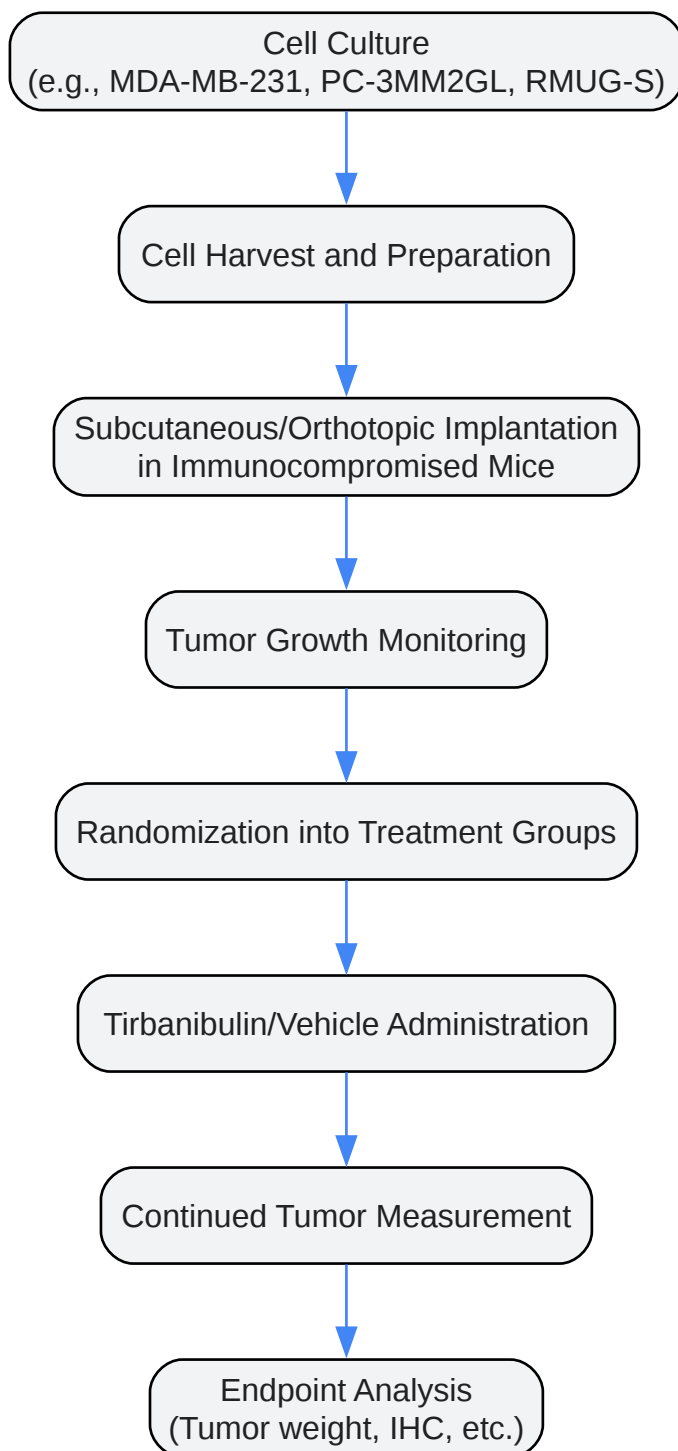 Cell Culture
(e.g., MDA-MB-231, PC-3MM2GL, RMUG-S)
Cell Harvest and Preparation
Subcutaneous/Orthotopic Implantation
in Immunocompromised Mice
Tumor Growth Monitoring
Randomization into Treatment Groups
Tirbanibulin/Vehicle Administration
Continued Tumor Measurement
Endpoint Analysis
(Tumor weight, IHC, etc.)